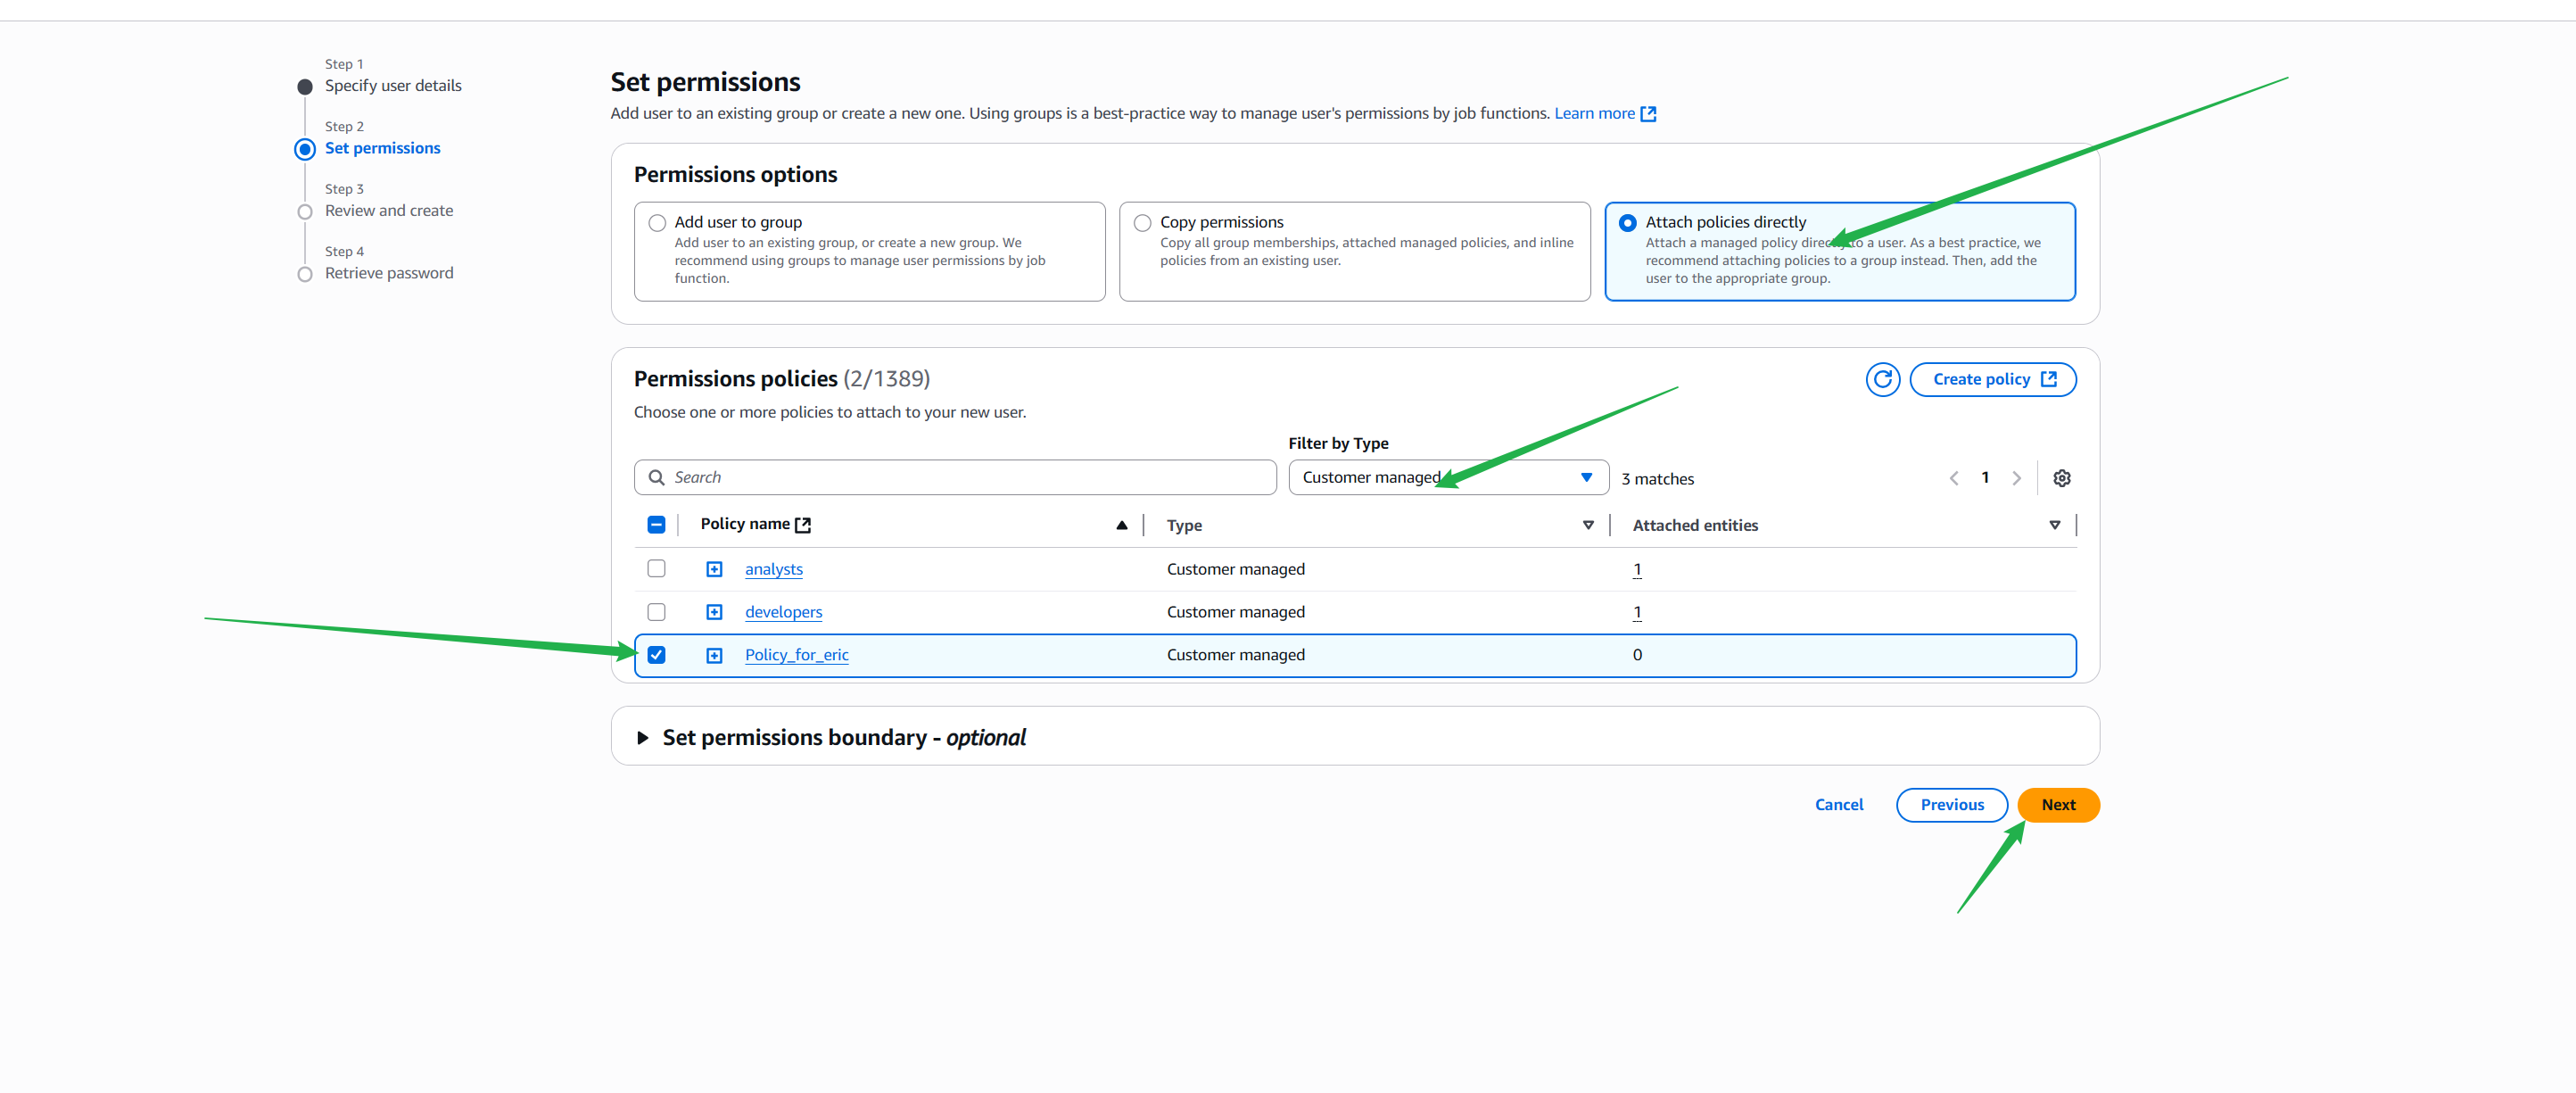 Step 1
Specify user details
Step 2
Set permissions
Step 3
Review and create
Step 4
Retrieve password
Set permissions
Add user to an existing group or create a new one. Using groups is a best-practice way to manage user's permissions by job functions. Learn more
Permissions options
Add user to group
Add user to an existing group, or create a new group. We
recommend using groups to manage user permissions by job
function.
Copy permissions
Copy all group memberships, attached managed policies, and inline
policies from an existing user.
Attach policies directly
Attach a managed policy directly to a user. As a best practice, we
recommend attaching policies to a group instead. Then, add the
user to the appropriate group.
Permissions policies (2/1389)
Create policy
Choose one or more policies to attach to your new user.
Filter by Type
Search
Customer managed
3 matches
1
Policy name
Type
Attached entities
analysts
Customer managed
1
developers
Customer managed
1
Policy_for_eric
Customer managed
0
Set permissions boundary - optional
Cancel
Previous
Next